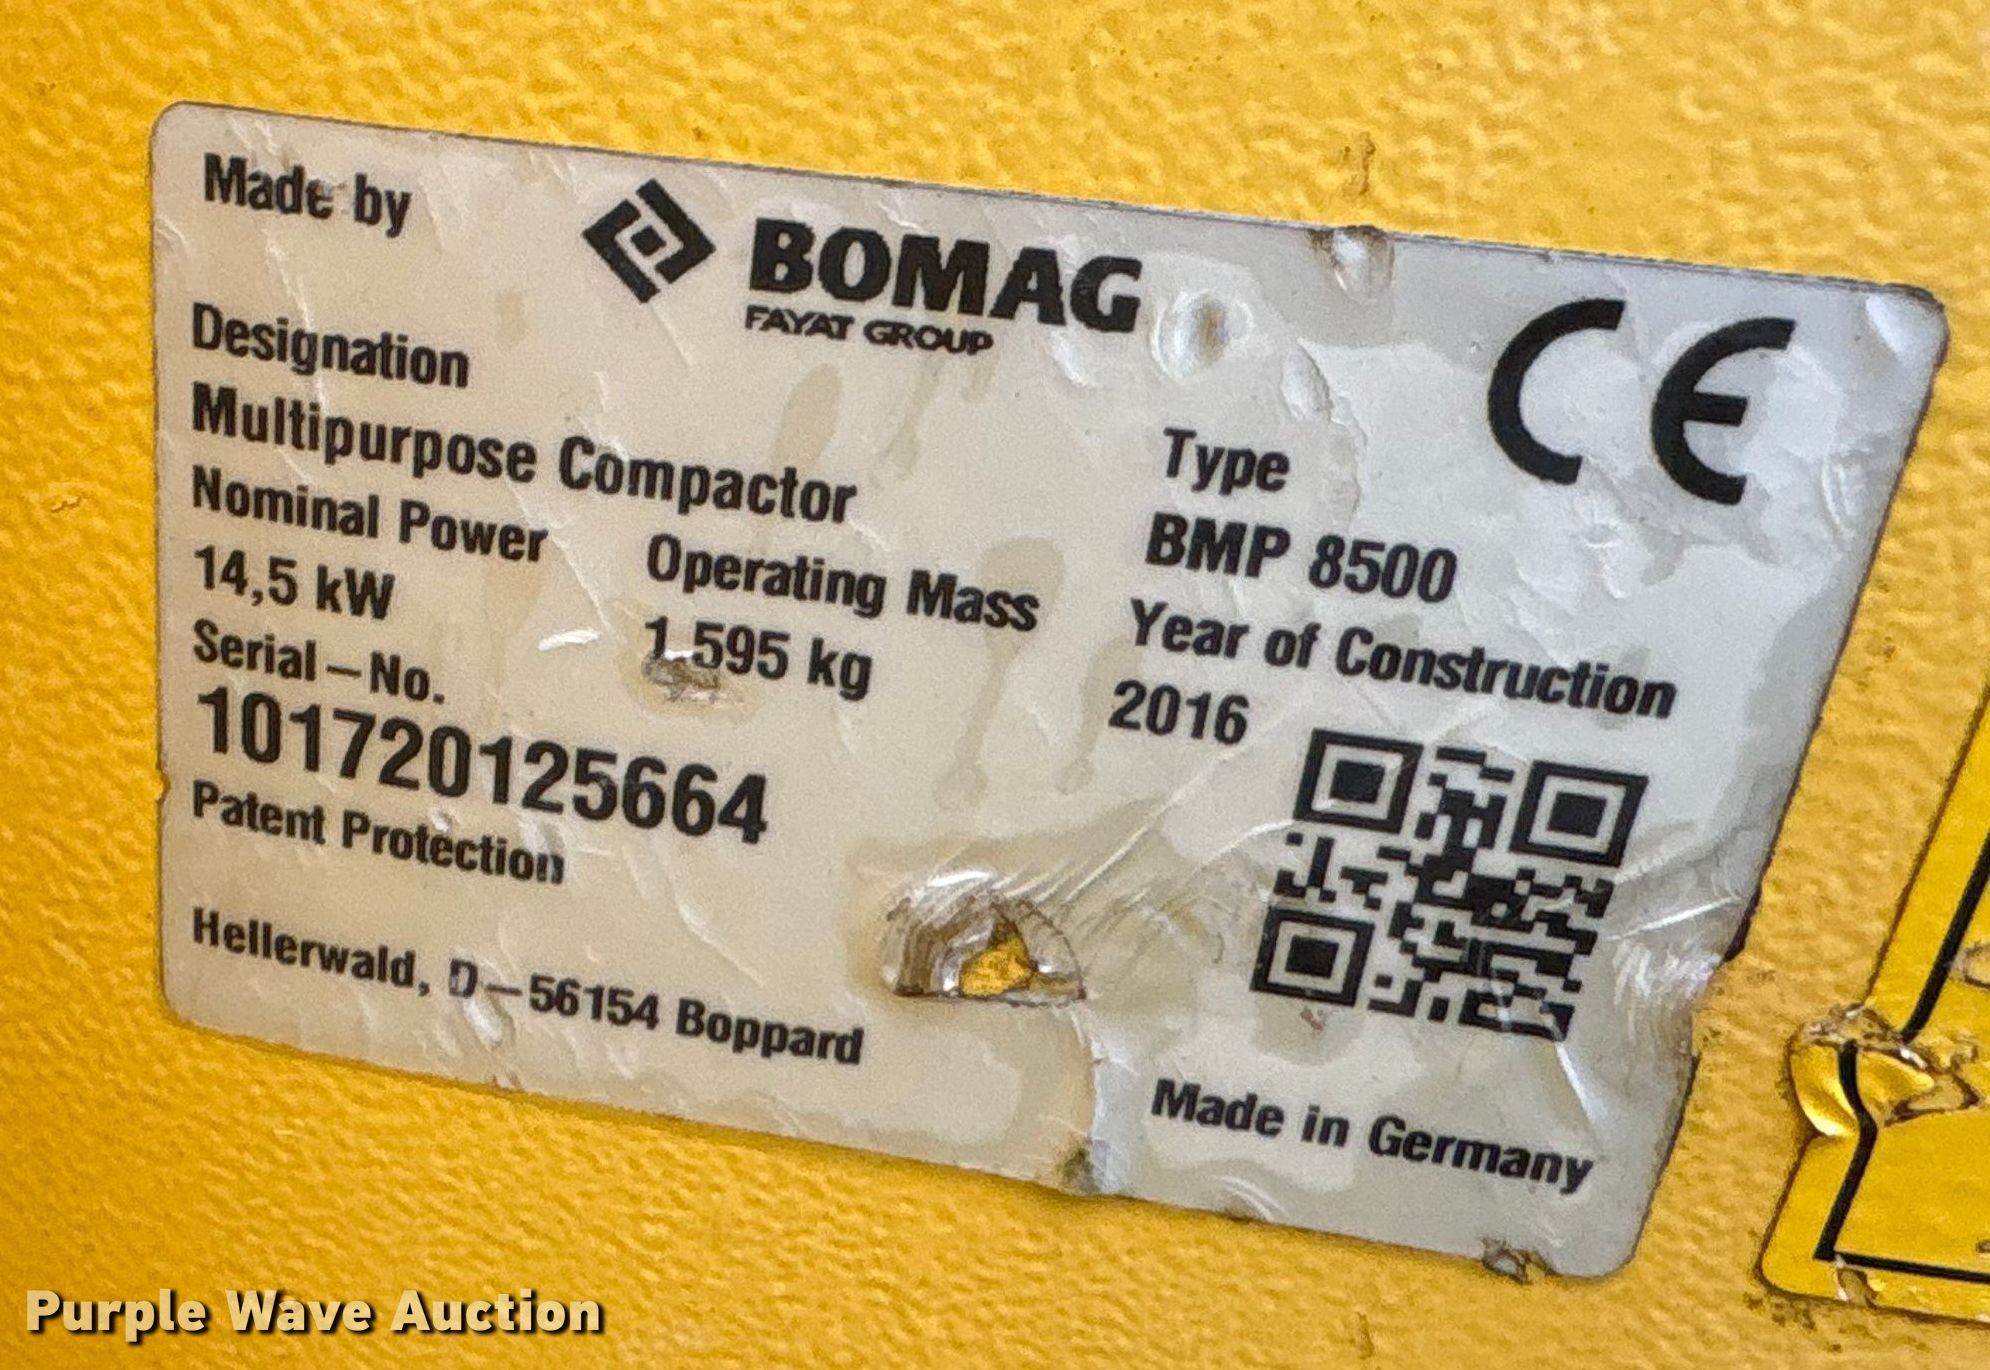 Made by
BOMAG
FAYAT GROUP
CE
Designation
Multipurpose Compactor
Type
BMP 8500
Nominal Power
14,5 kW
Operating Mass
1.595 kg
Year of Construction
2016
Serial-No.
101720125664
Patent Protection
Hellerwald, D-56154 Boppard
Made in Germany
Purple Wave Auction